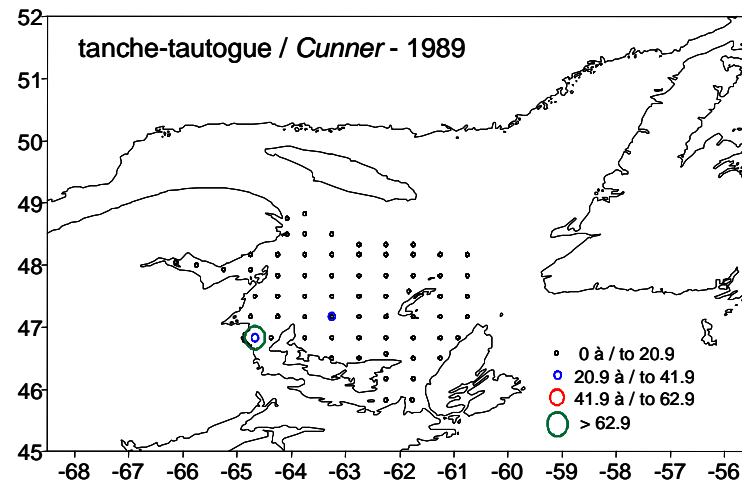 52
tanche-tautogue / Cunner - 1989
51
50
49
48
47
0 à / to 20.9
20.9 à / to 41.9
46
41.9 à / to 62.9
> 62.9
45
-68 -67 -66 -65 -64 -63 -62 -61 -60 -59 -58 -57 -56